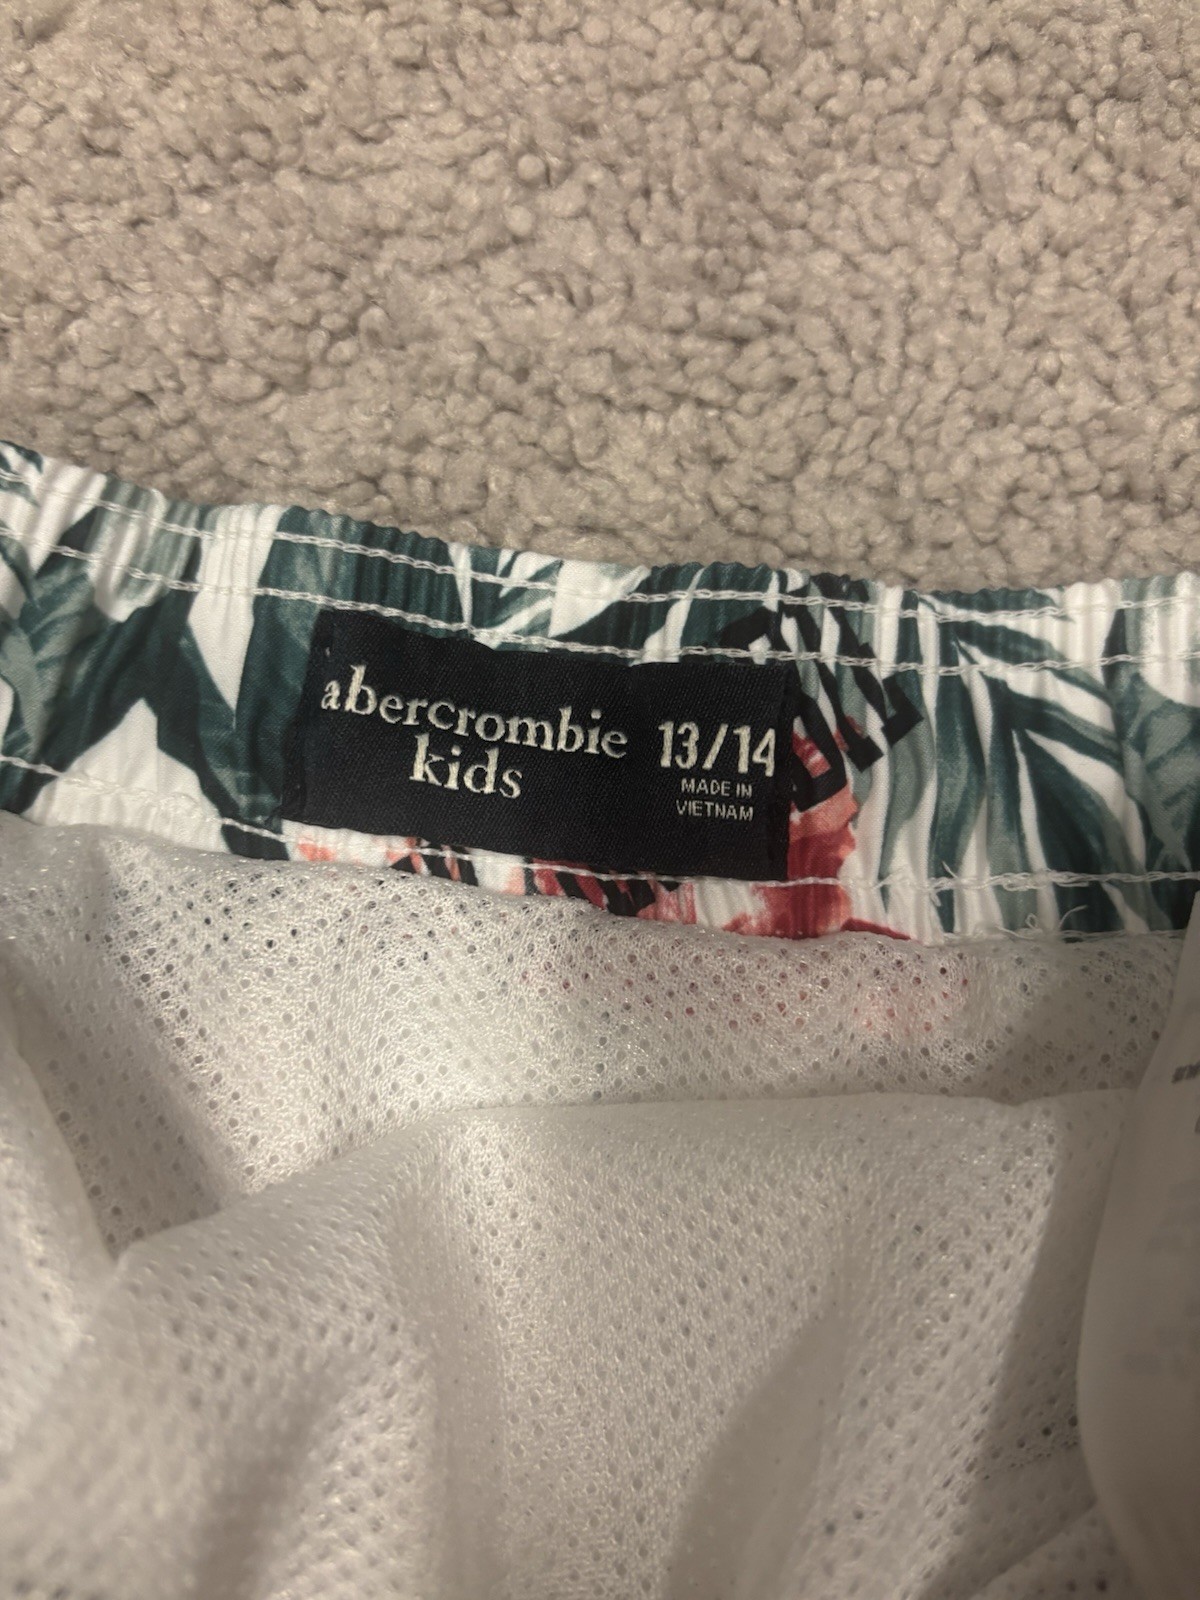 abercrombie
kids
13/14
MADE IN
VIETNAM